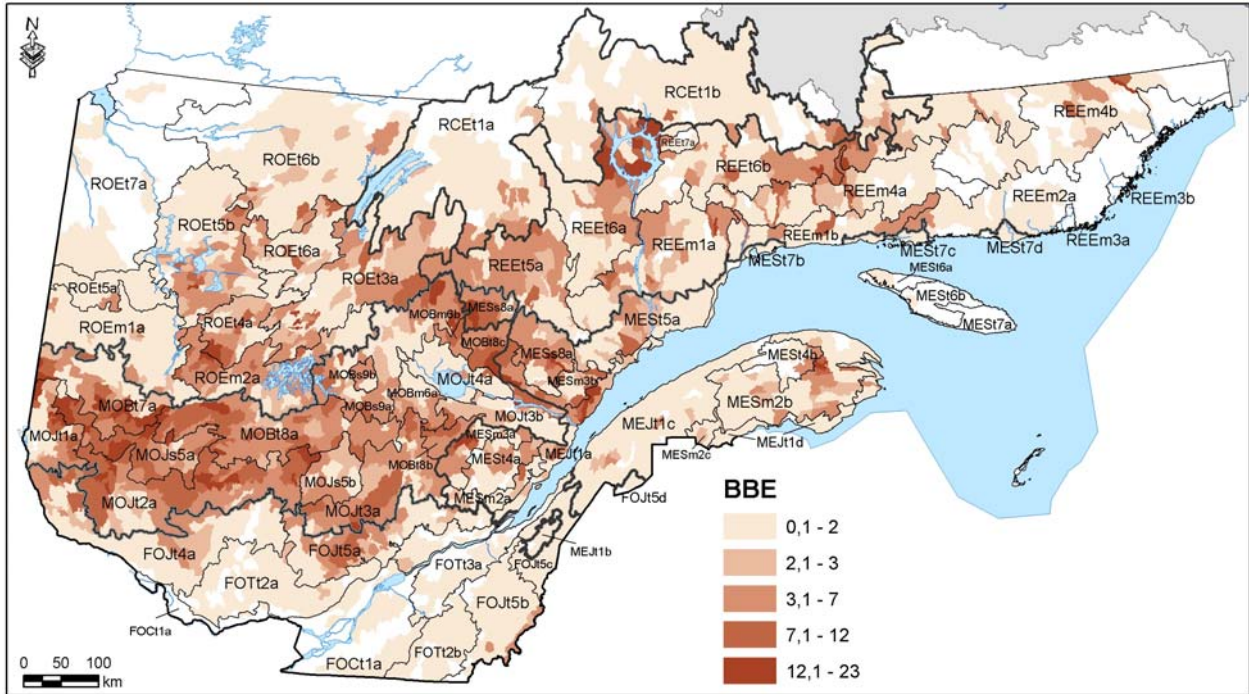 N
RCEt1b
RCEt1a
REEm4b
ROEt6b
REEt7a
REEt6b
ROEt7a
REEm4a
REEm2a
REEm3b
ROEt5b
ROEt6a
REEt6a
REEm1a
REEm1b
MESt7c
MESt7d
REEm3a
MESt7b
MESt6a
ROEt3a
REEt5a
ROEt5a
MESt6b
MESt7a
ROEm1a
ROEt4a
MOBm6b
MESs8a
MESt5a
MOBt8c
MESs8a
MESt4b
ROEm2a
MOBs9b
MOJt4a
MESm3b
MOBm6a
MESm2b
MOBt7a
MOBs9a
MOJt3b
MEJt1c
MEJt1d
MOJt1a
MOBt8a
MESm3a
MOJs5a
MESt4a
MEJt1a
MESm2c
MOBt8b
MOJs5b
MESm2a
FOJt5d
MOJt2a
MOJt3a
FOJt4a
FOJt5a
MEJt1b
FOTt3a
FOJt5c
FOTt2a
FOJt5b
FOCt1a
FOCt1a
FOTt2b
BBE
0,1 - 2
2,1 - 3
3,1 - 7
7,1 - 12
12,1 - 23
0 50 100
km